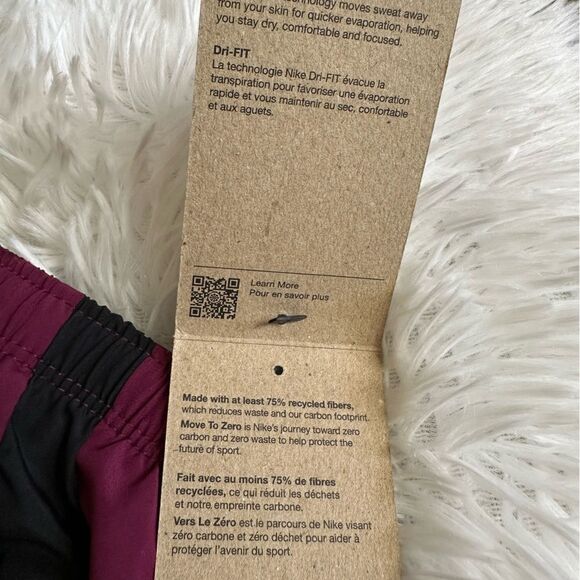 technology moves sweat away
from your skin for quicker evaporation, helping
you stay dry, comfortable and focused.
Dri-FIT
La technologie Nike Dri-FIT évacue la
transpiration pour favoriser une évaporation
rapide et vous maintenir au sec, confortable
et aux aguets.
Learn More
Pour en savoir plus
Made with at least 75% recycled fibers,
which reduces waste and our carbon footprint.
Move To Zero is Nike's journey toward zero
carbon and zero waste to help protect the
future of sport.
Fait avec au moins 75% de fibres
recyclées, ce qui réduit les déchets
et notre empreinte carbone.
Vers Le Zéro est le parcours de Nike visant
zéro carbone et zéro déchet pour aider à
protéger l'avenir du sport.